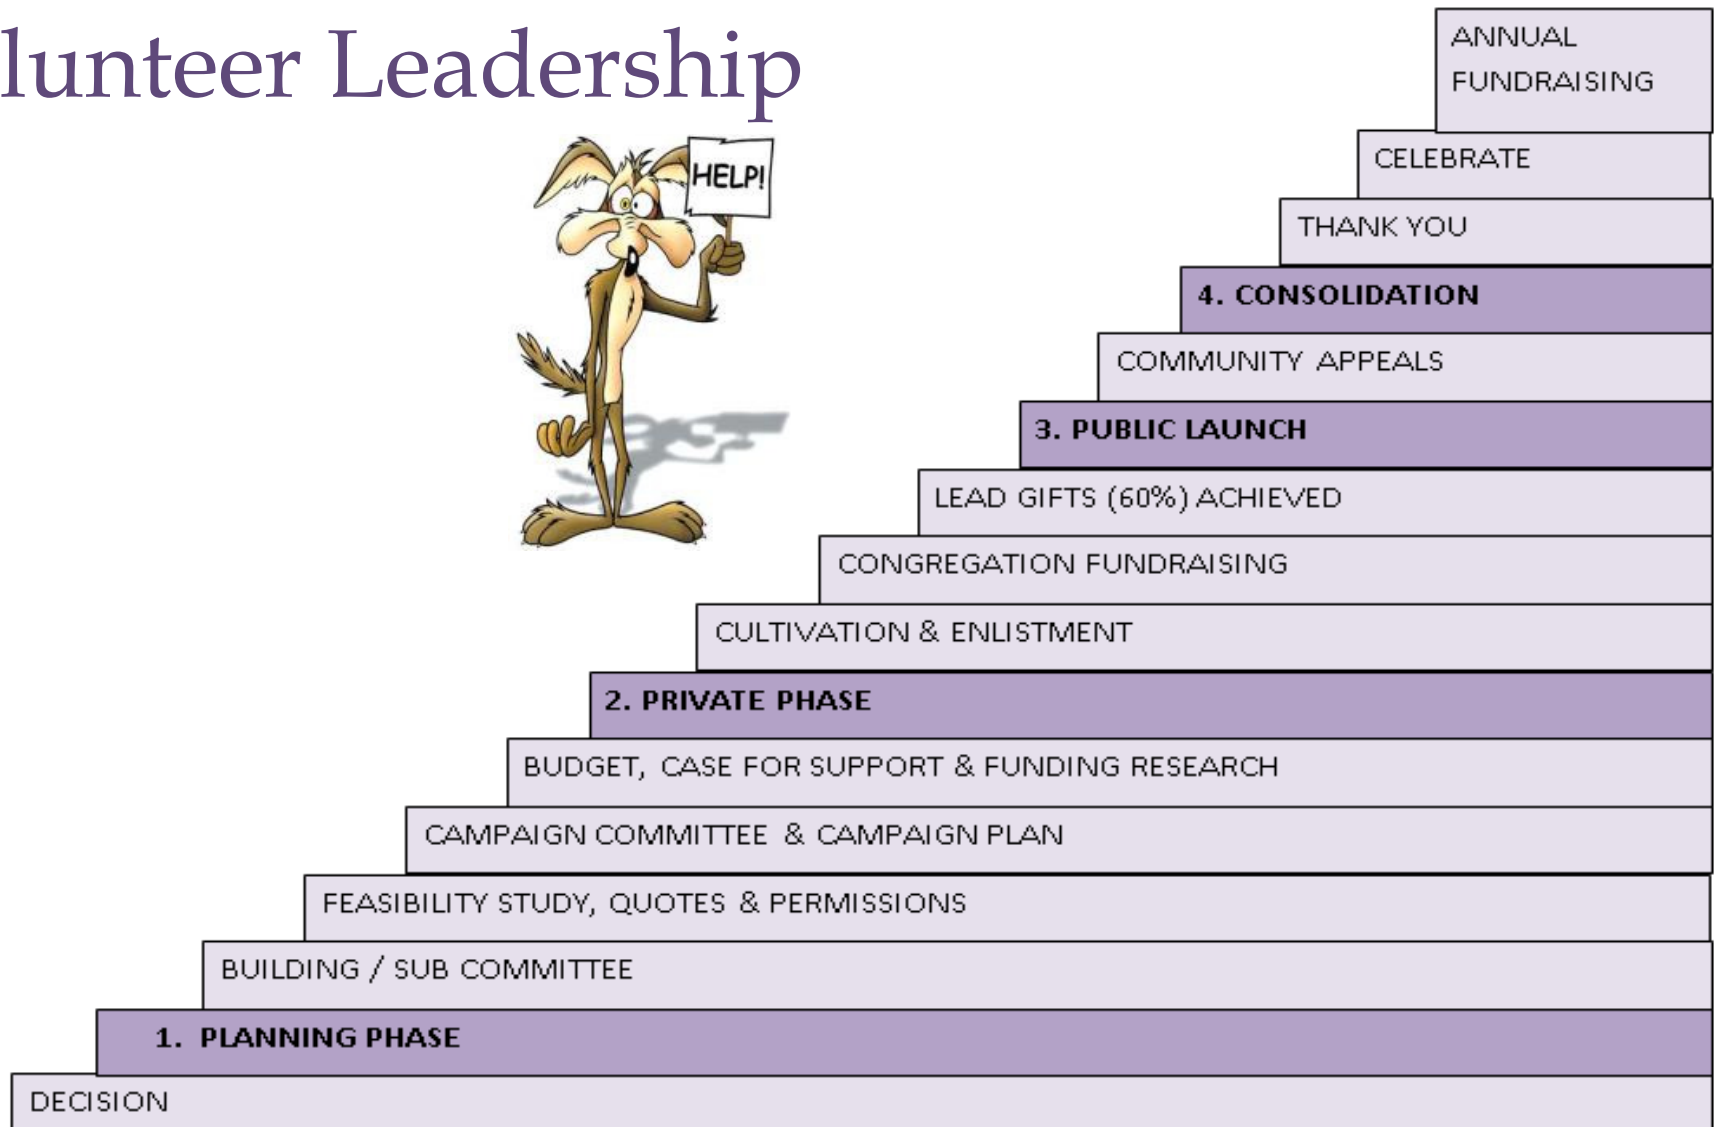 lunteer Leadership
HELP!
ANNUAL
FUNDRAISING
CELEBRATE
THANK YOU
4. CONSOLIDATION
COMMUNITY APPEALS
3. PUBLIC LAUNCH
LEAD GIFTS (60%) ACHIEVED
CONGREGATION FUNDRAISING
CULTIVATION & ENLISTMENT
2. PRIVATE PHASE
BUDGET, CASE FOR SUPPORT & FUNDING RESEARCH
CAMPAIGN COMMITTEE & CAMPAIGN PLAN
FEASIBILITY STUDY, QUOTES & PERMISSIONS
BUILDING / SUB COMMITTEE
1. PLANNING PHASE
DECISION